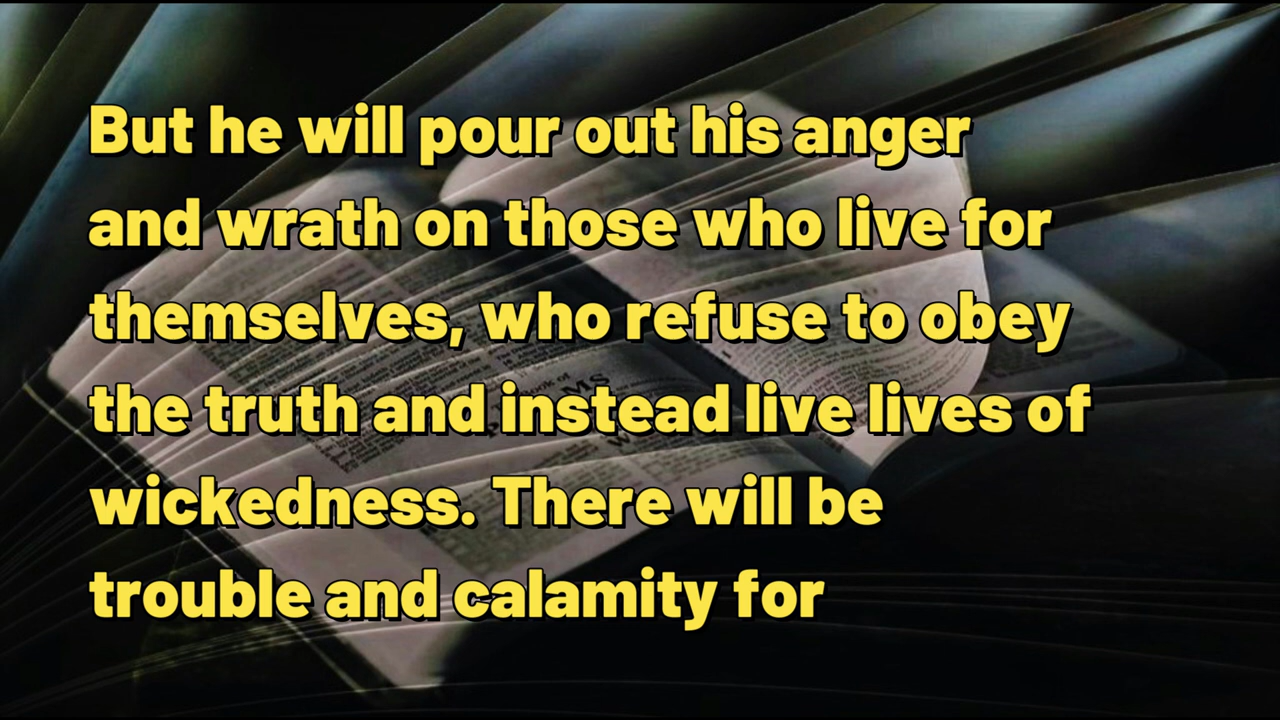 But he will pour out his anger
and wrath on those who live for
themselves, who refuse to obey
the truth and instead live lives of
wickedness. There will be
trouble and calamity for